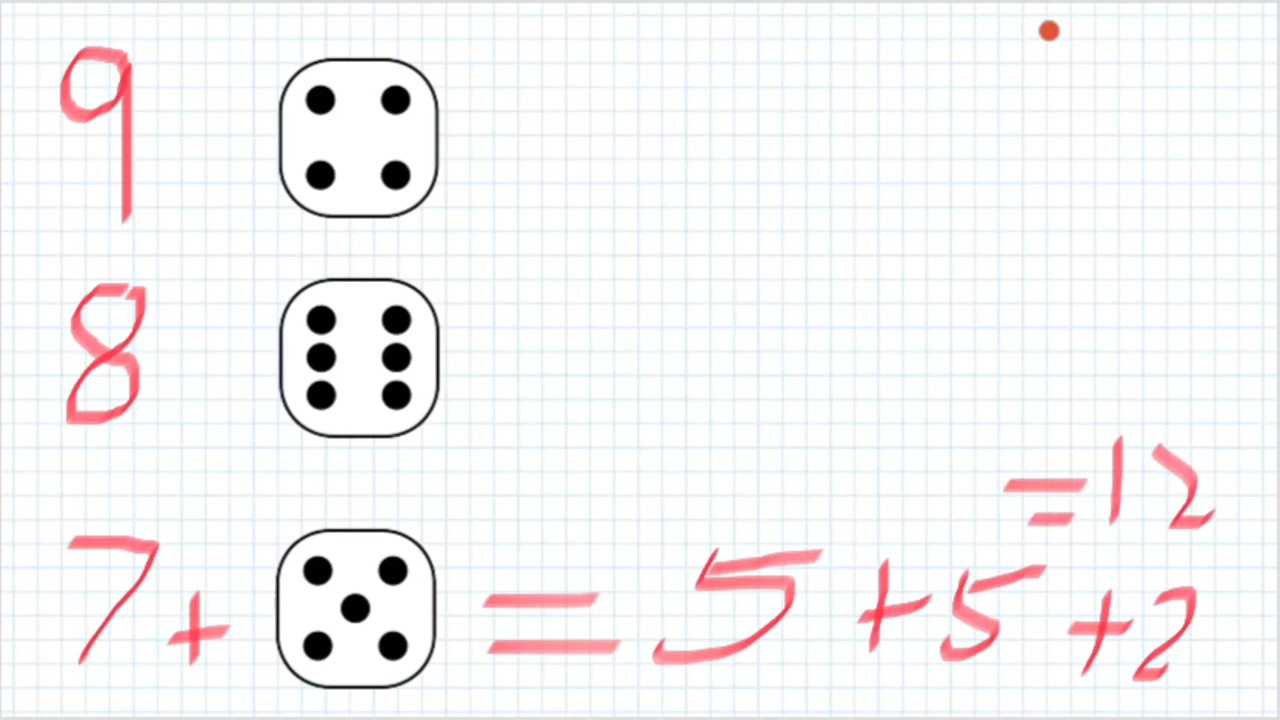 9
8
= 12
7 + = 5 + 5 + 2